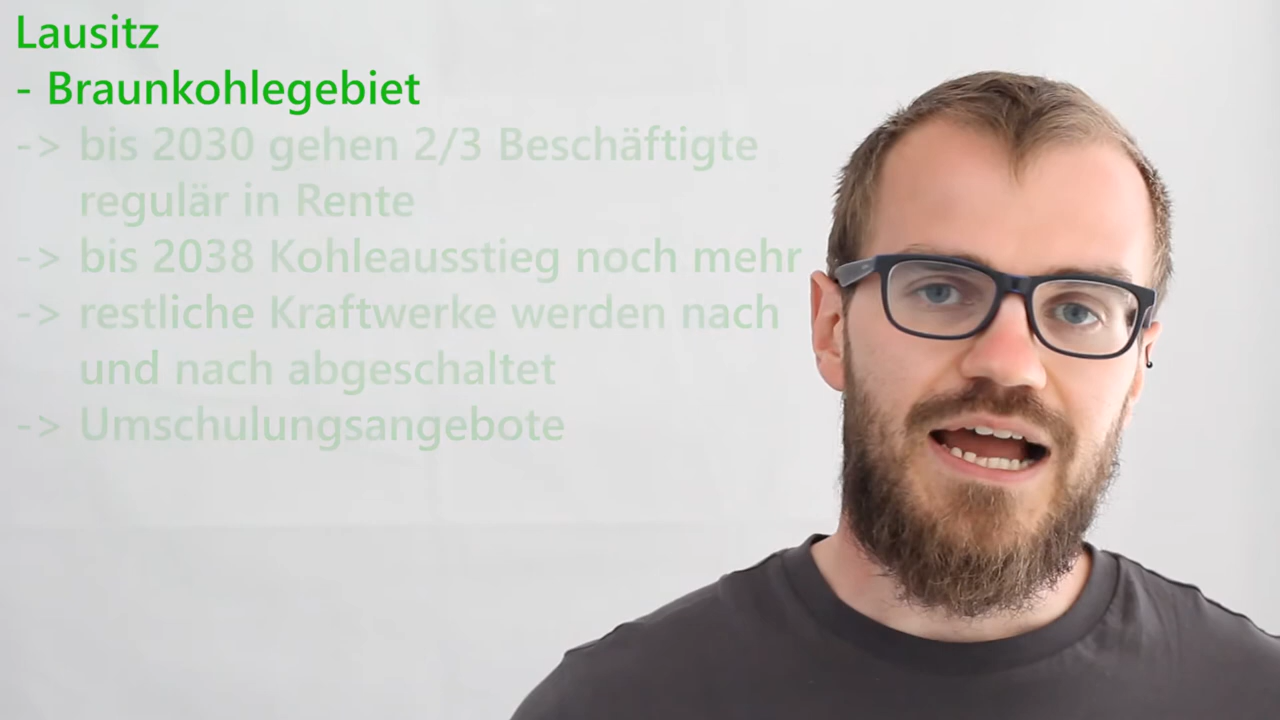 Lausitz
- Braunkohlegebiet
-> bis 2030 gehen 2/3 Beschäftigte
regulär in Rente
-> bis 2038 Kohleausstieg noch mehr
-> restliche Kraftwerke werden nach
und nach abgeschaltet
-> Umschulungsangebote